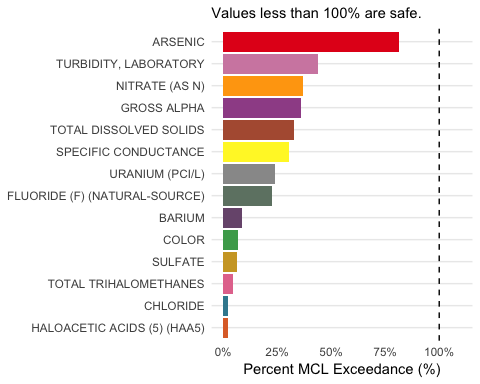 Values less than 100% are safe.
ARSENIC
TURBIDITY, LABORATORY
NITRATE (AS N)
GROSS ALPHA
TOTAL DISSOLVED SOLIDS
SPECIFIC CONDUCTANCE
URANIUM (PCI/L)
FLUORIDE (F) (NATURAL-SOURCE)
BARIUM
COLOR
SULFATE
TOTAL TRIHALOMETHANES
CHLORIDE
HALOACETIC ACIDS (5) (HAA5)
0% 25% 50% 75% 100%
Percent MCL Exceedance (%)